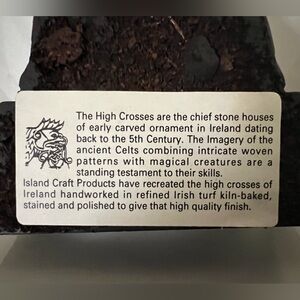 The High Crosses are the chief stone houses
of early carved ornament in Ireland dating
back to the 5th Century. The Imagery of the
ancient Celts combining intricate woven
patterns with magical creatures are a
standing testament to their skills.
Island Craft Products have recreated the high crosses of
Ireland handworked in refined Irish turf kiln-baked,
stained and polished to give that high quality finish.